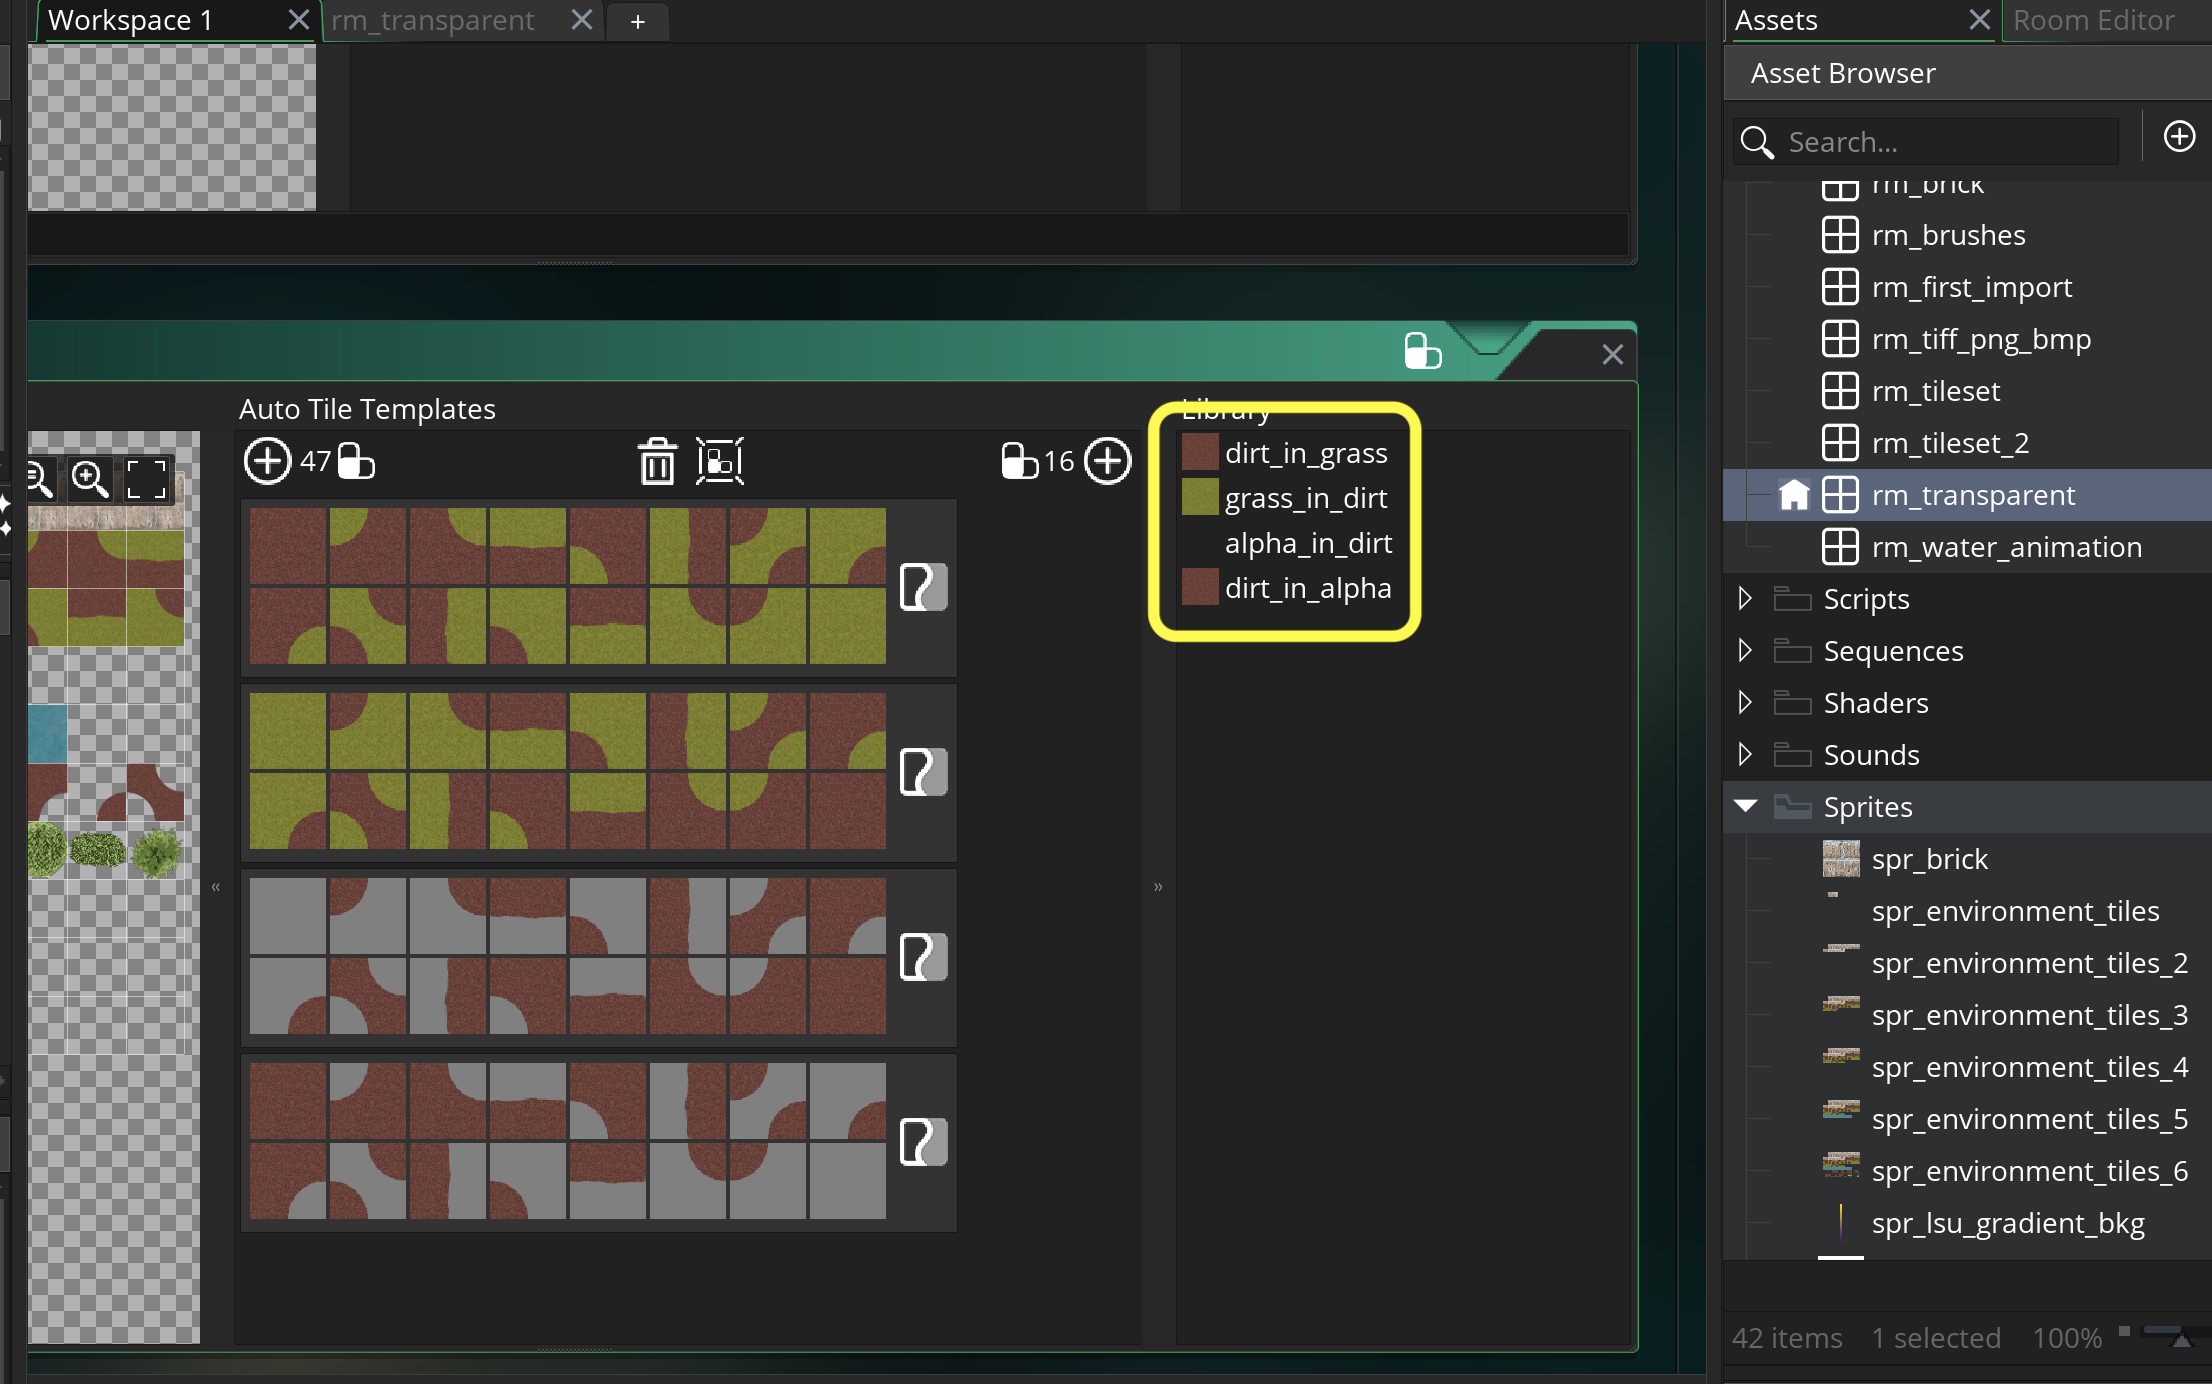 Workspace 1
rm_transparent
+
Auto Tile Templates
47
16
Library
dirt_in_grass
grass_in_dirt
alpha_in_dirt
dirt_in_alpha
«
»
Assets
Room Editor
Asset Browser
Search...
rm_brick
rm_brushes
rm_first_import
rm_tiff_png_bmp
rm_tileset
rm_tileset_2
rm_transparent
rm_water_animation
Scripts
Sequences
Shaders
Sounds
Sprites
spr_brick
spr_environment_tiles
spr_environment_tiles_2
spr_environment_tiles_3
spr_environment_tiles_4
spr_environment_tiles_5
spr_environment_tiles_6
spr_lsu_gradient_bkg
42 items 1 selected 100%